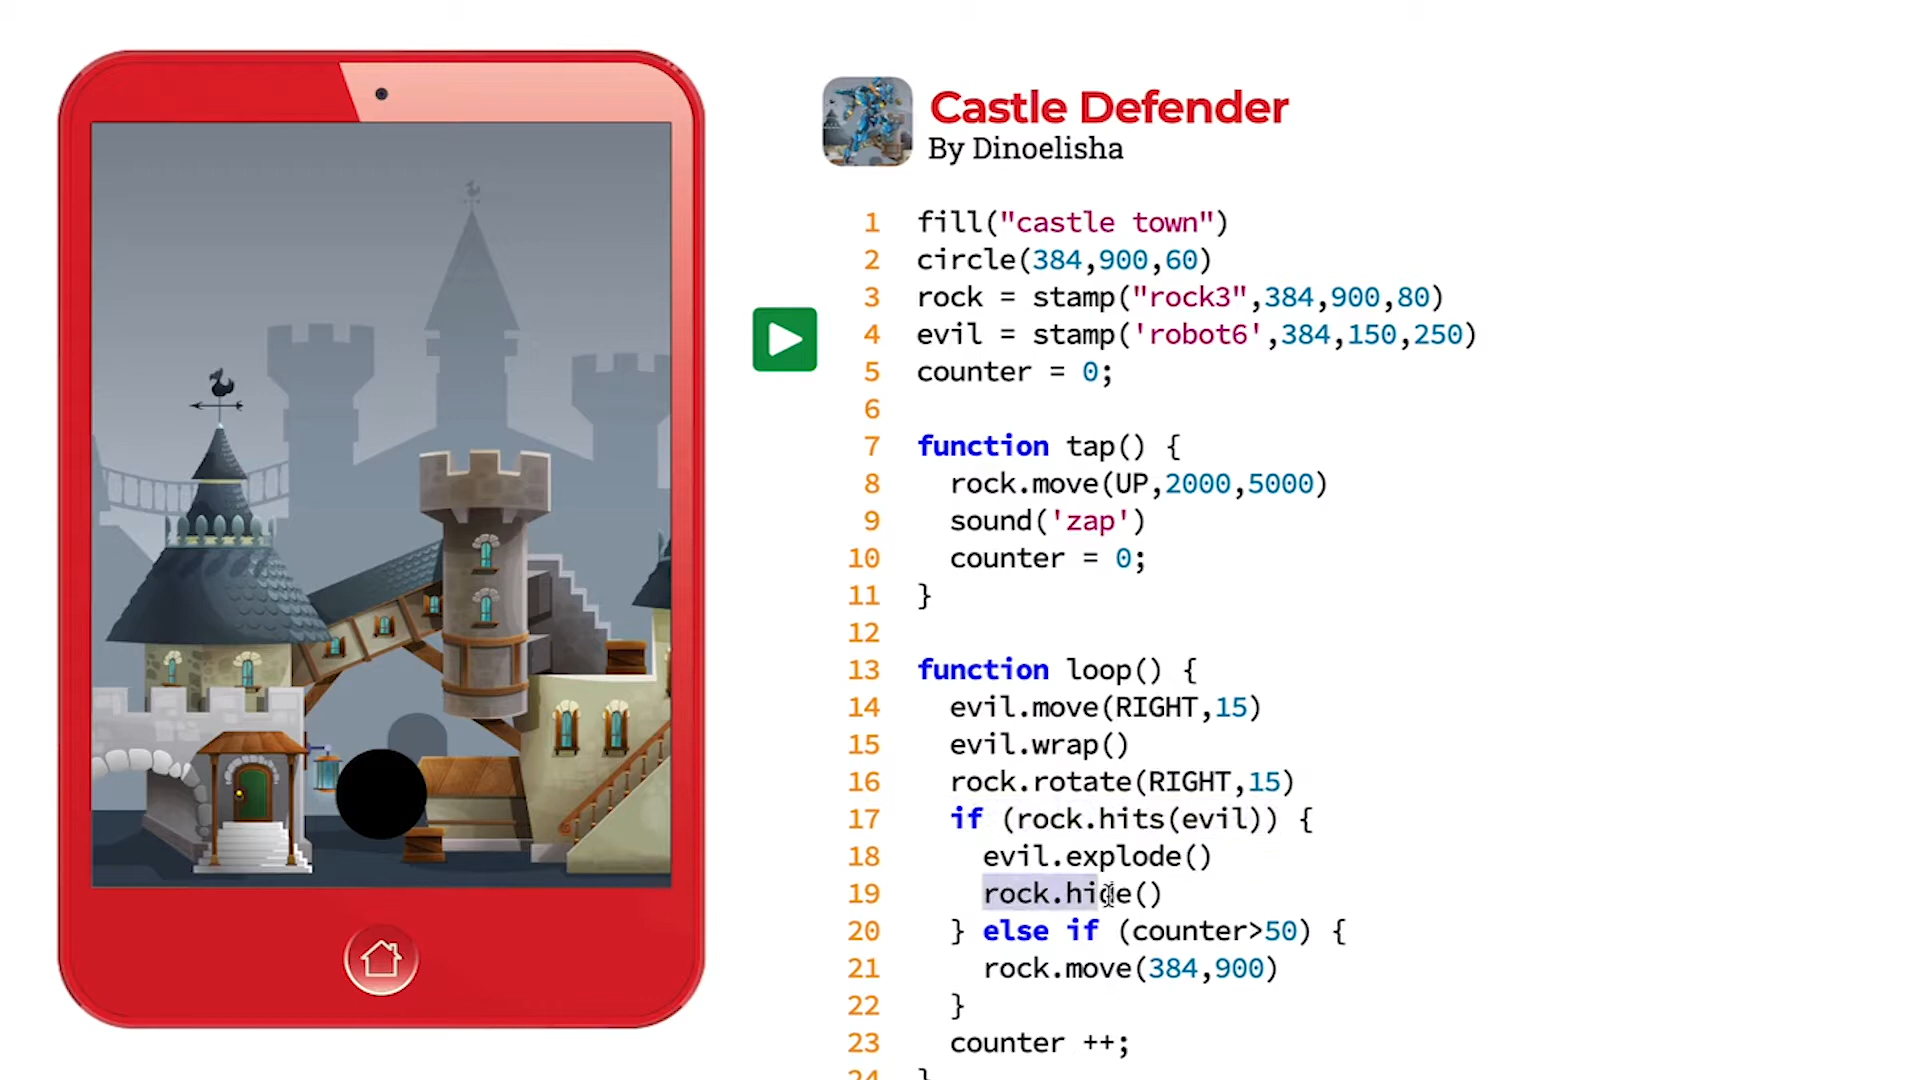 Castle Defender
By Dinoelisha
1 fill("castle town")
2 circle(384,900,60)
3 rock = stamp("rock3",384,900,80)
4 evil = stamp('robot6',384,150,250)
5 counter = 0;
6
7 function tap() {
8 rock.move(UP,2000,5000)
9 sound('zap')
10 counter = 0;
11 }
12
13 function loop() {
14 evil.move(RIGHT,15)
15 evil.wrap()
16 rock.rotate(RIGHT,15)
17 if (rock.hits(evil)) {
18 evil.explode()
19 rock.hide()
20 } else if (counter>50) {
21 rock.move(384,900)
22 }
23 counter ++;
24 }